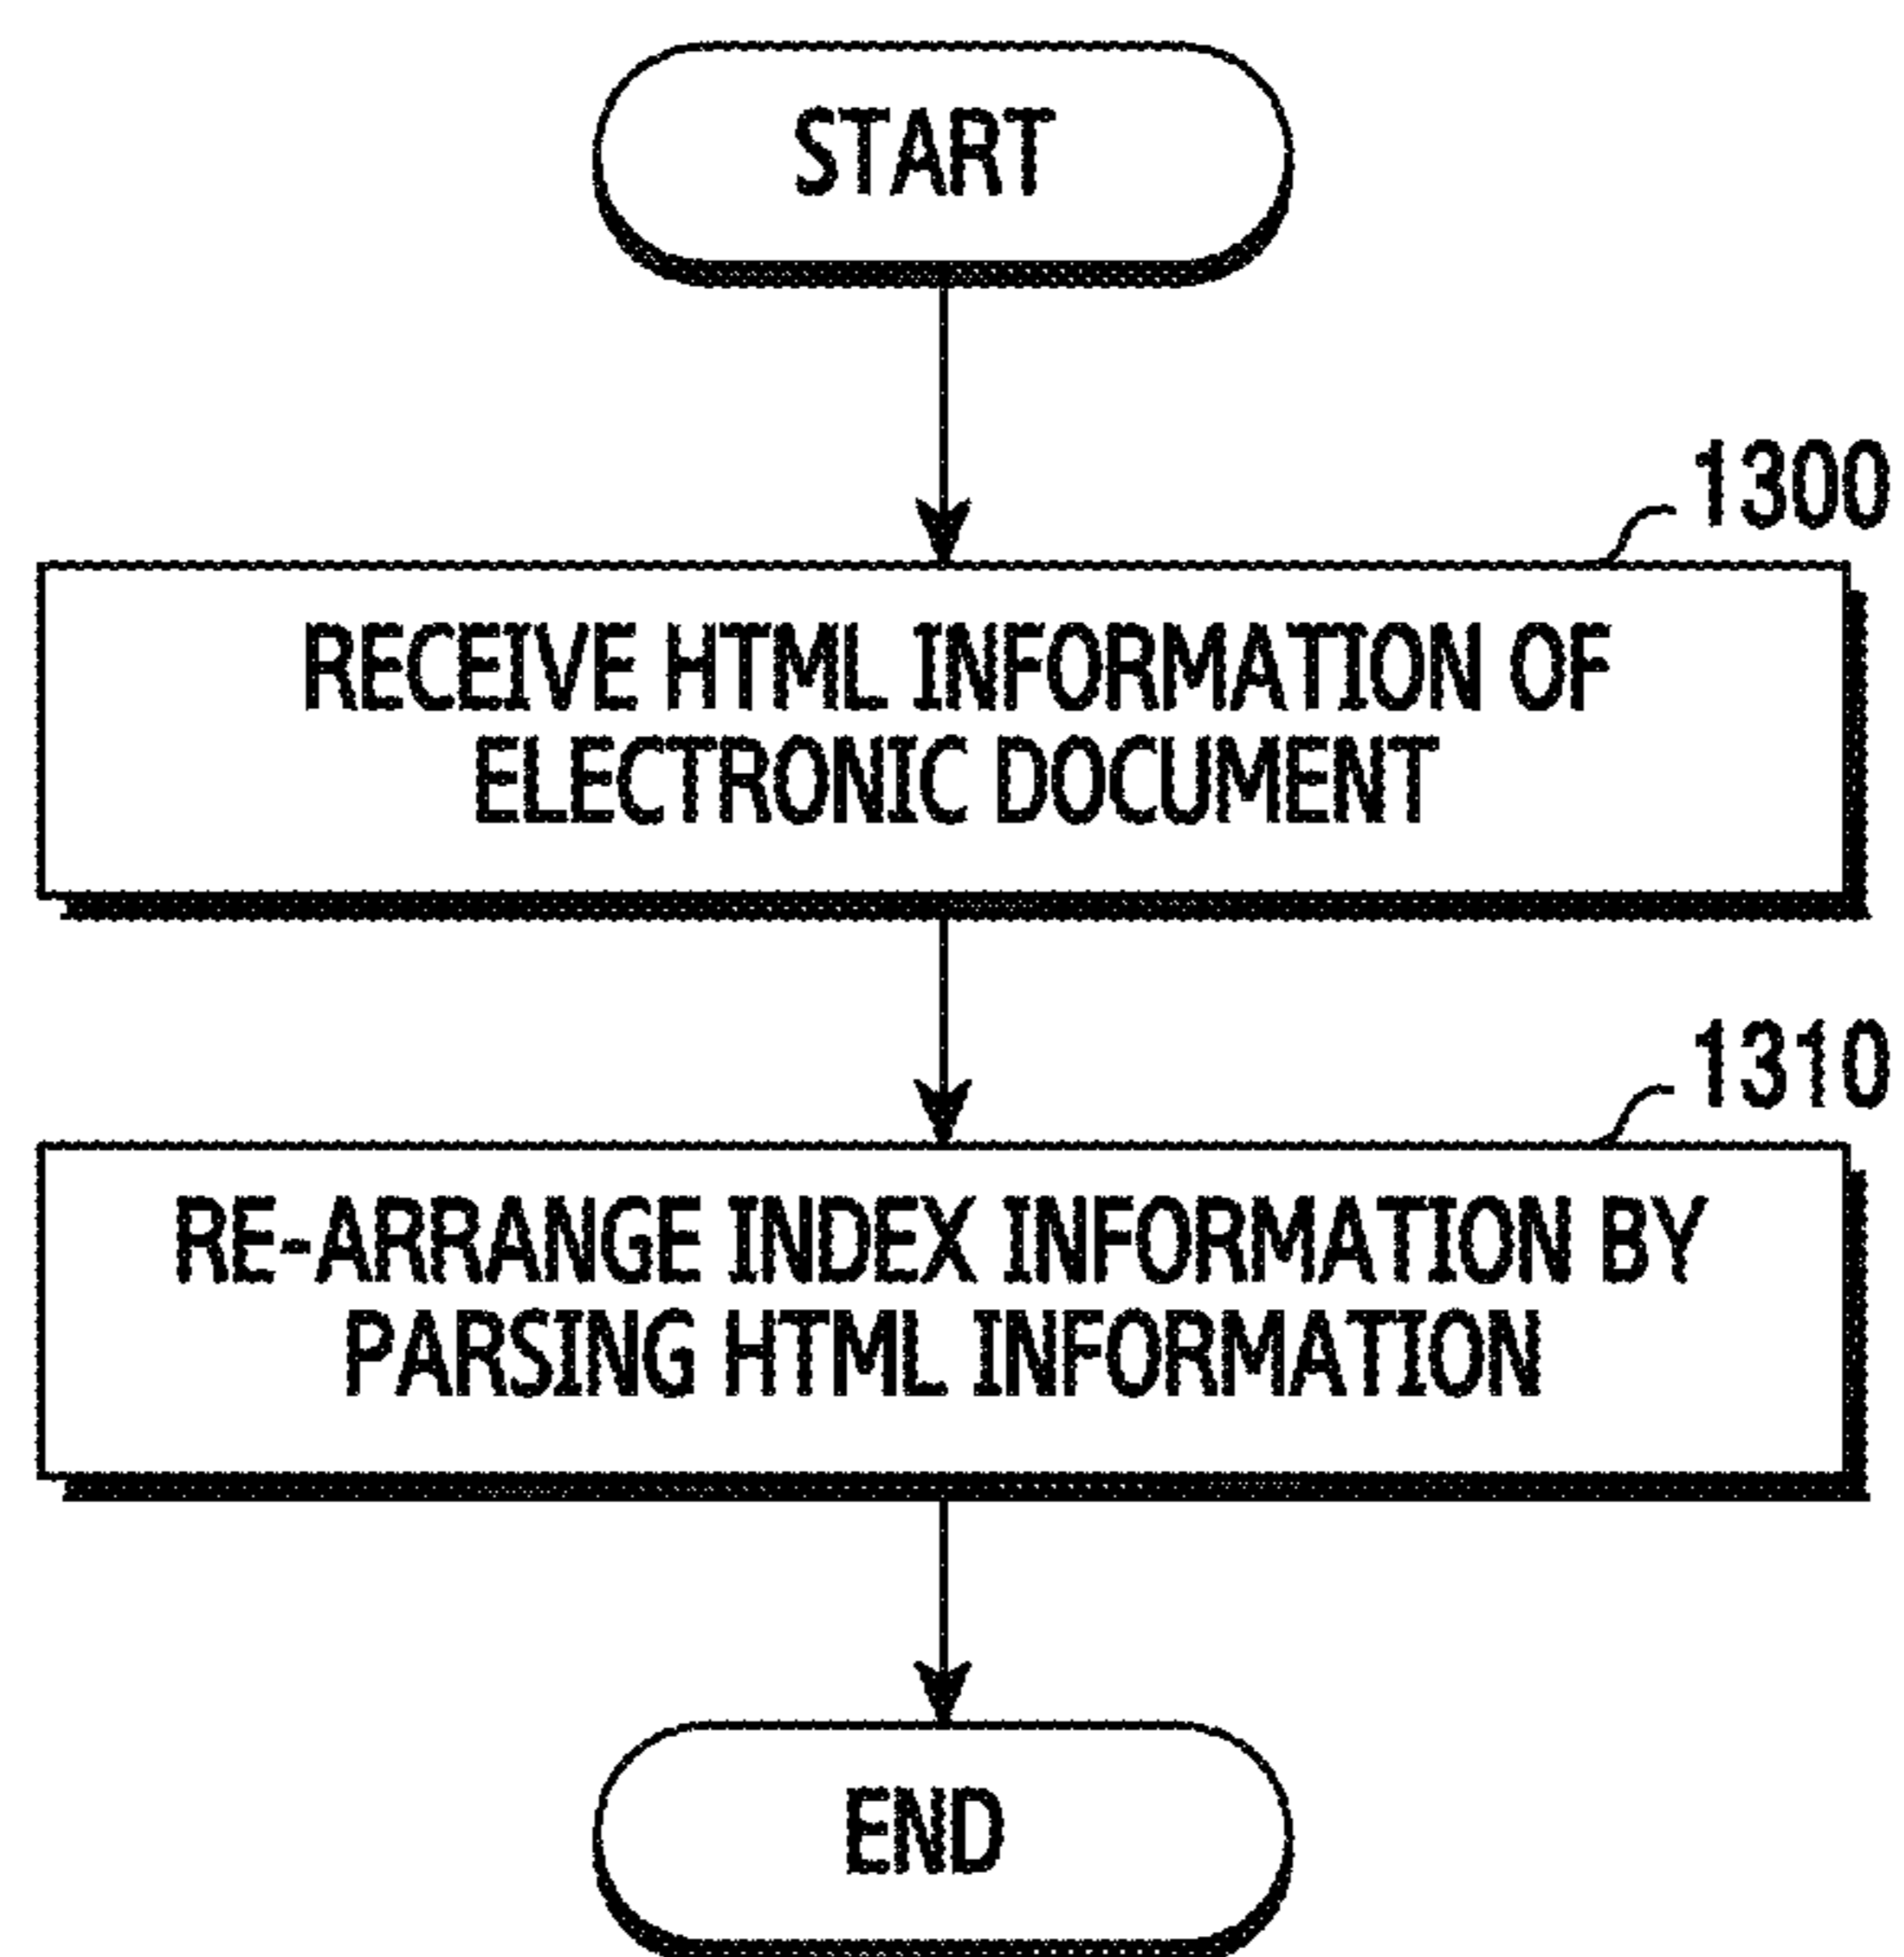 START
1300
RECEIVE HTML INFORMATION OF
ELECTRONIC DOCUMENT
1310
RE-ARRANGE INDEX INFORMATION BY
PARSING HTML INFORMATION
END